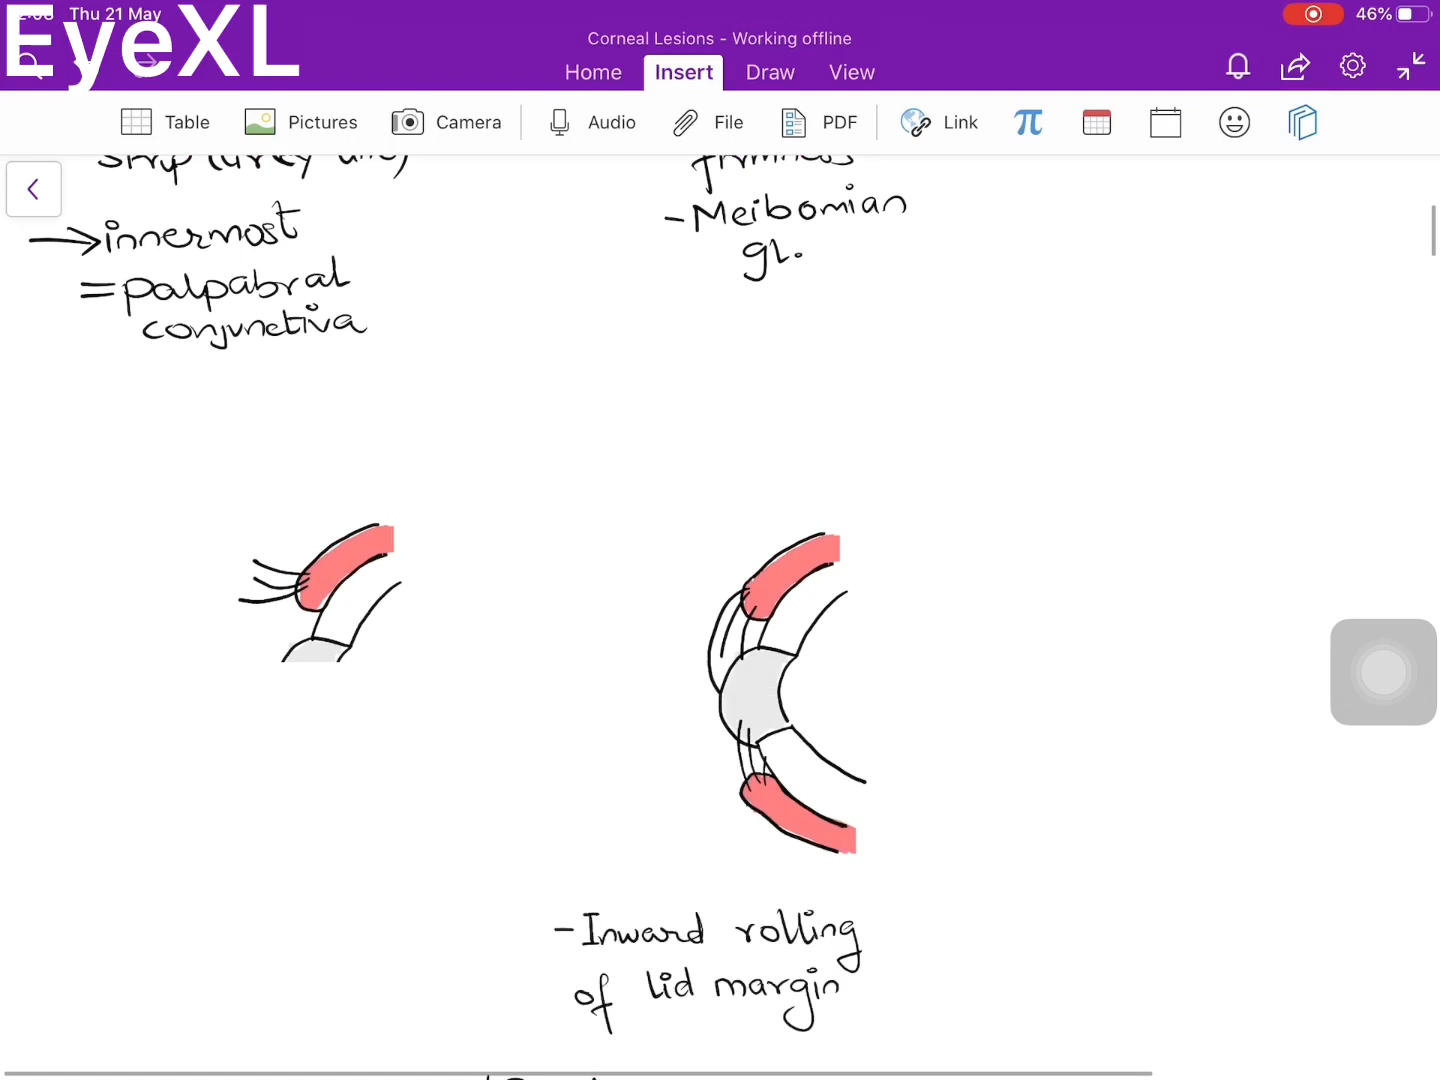 Thu 21 May
46%
EyeXL
Corneal Lesions - Working offline
Home Insert Draw View
Table Pictures Camera Audio File PDF Link π
→ innermost
= palpabral
conjunctiva
firmness
- Meibomian
gl.
- Inward rolling
of lid margin